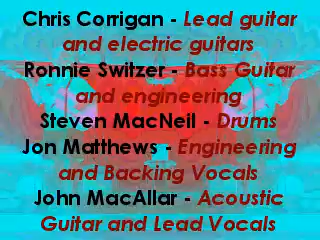 Chris Corrigan - Lead guitar
and electric guitars
Ronnie Switzer - Bass Guitar
and engineering
Steven MacNeil - Drums
Jon Matthews - Engineering
and Backing Vocals
John MacAllar - Acoustic
Guitar and Lead Vocals